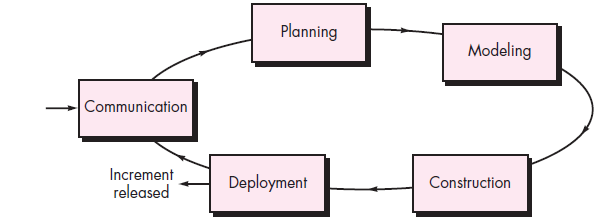 Planning
Modeling
Communication
Increment
released
Deployment
Construction